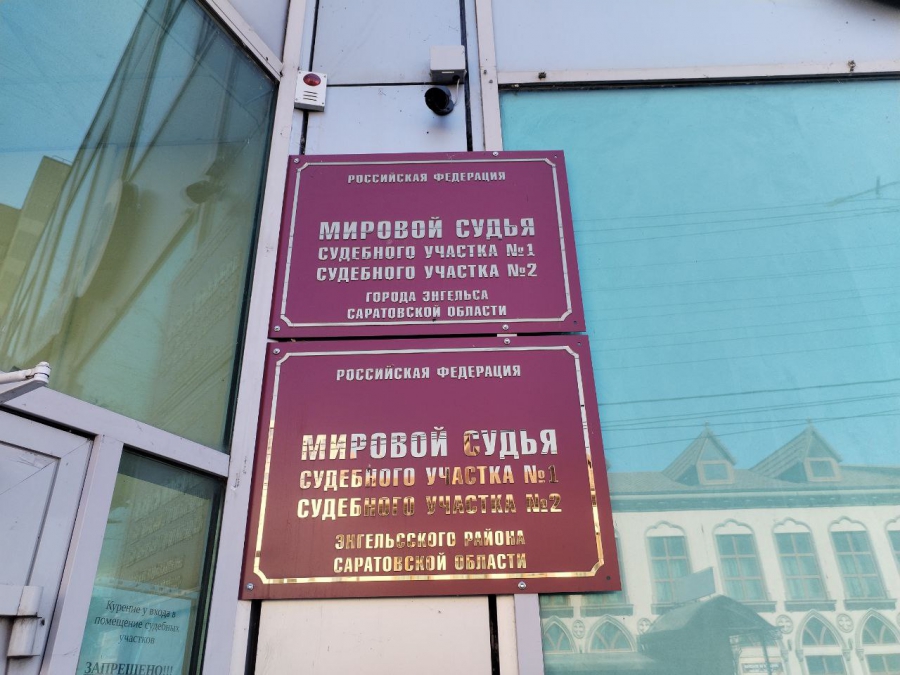 РОССИЙСКАЯ ФЕДЕРАЦИЯ
МИРОВОЙ СУДЬЯ
СУДЕБНОГО УЧАСТКА №1
СУДЕБНОГО УЧАСТКА №2
ГОРОДА ЭНГЕЛЬСА
САРАТОВСКОЙ ОБЛАСТИ
РОССИЙСКАЯ ФЕДЕРАЦИЯ
МИРОВОЙ СУДЬЯ
СУДЕБНОГО УЧАСТКА №1
СУДЕБНОГО УЧАСТКА №2
ЭНГЕЛЬССКОГО РАЙОНА
САРАТОВСКОЙ ОБЛАСТИ
Курение у входа в
помещение судебных
участков
ЗАПРЕЩЕНО!!!